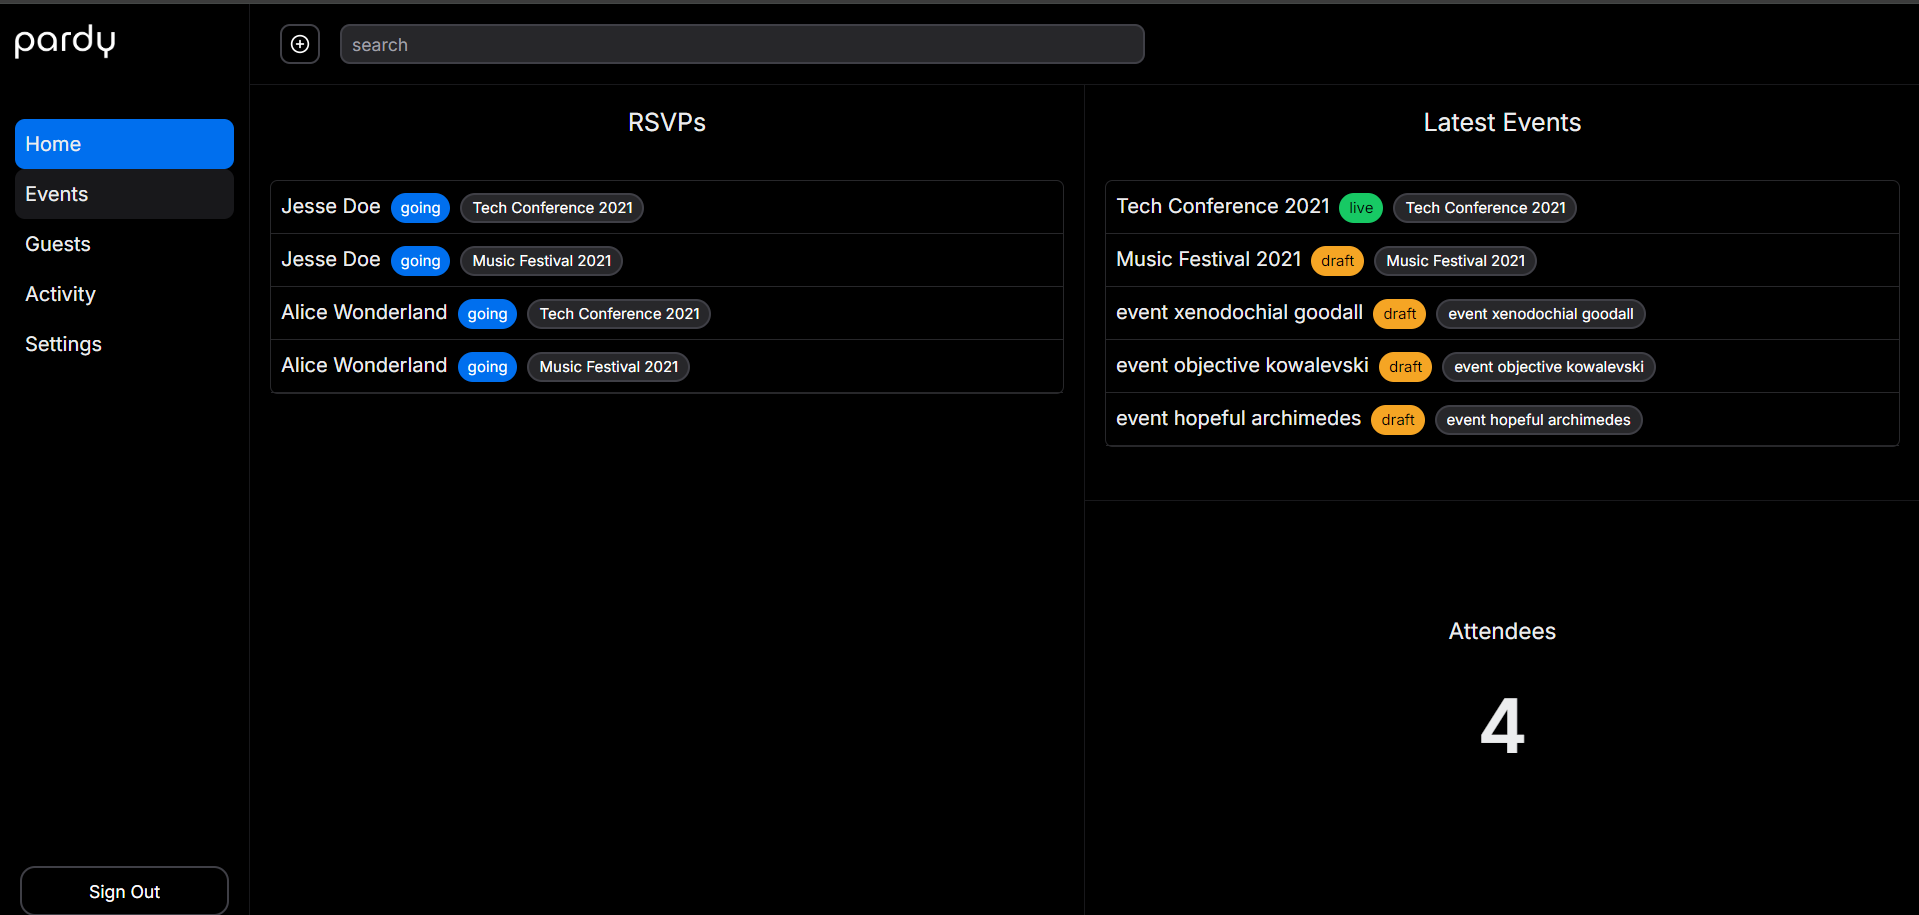 pardy
Home
Events
Guests
Activity
Settings
Sign Out
search
RSVPs
Jesse Doe going Tech Conference 2021
Jesse Doe going Music Festival 2021
Alice Wonderland going Tech Conference 2021
Alice Wonderland going Music Festival 2021
Latest Events
Tech Conference 2021 live Tech Conference 2021
Music Festival 2021 draft Music Festival 2021
event xenodochial goodall draft event xenodochial goodall
event objective kowalevski draft event objective kowalevski
event hopeful archimedes draft event hopeful archimedes
Attendees
4